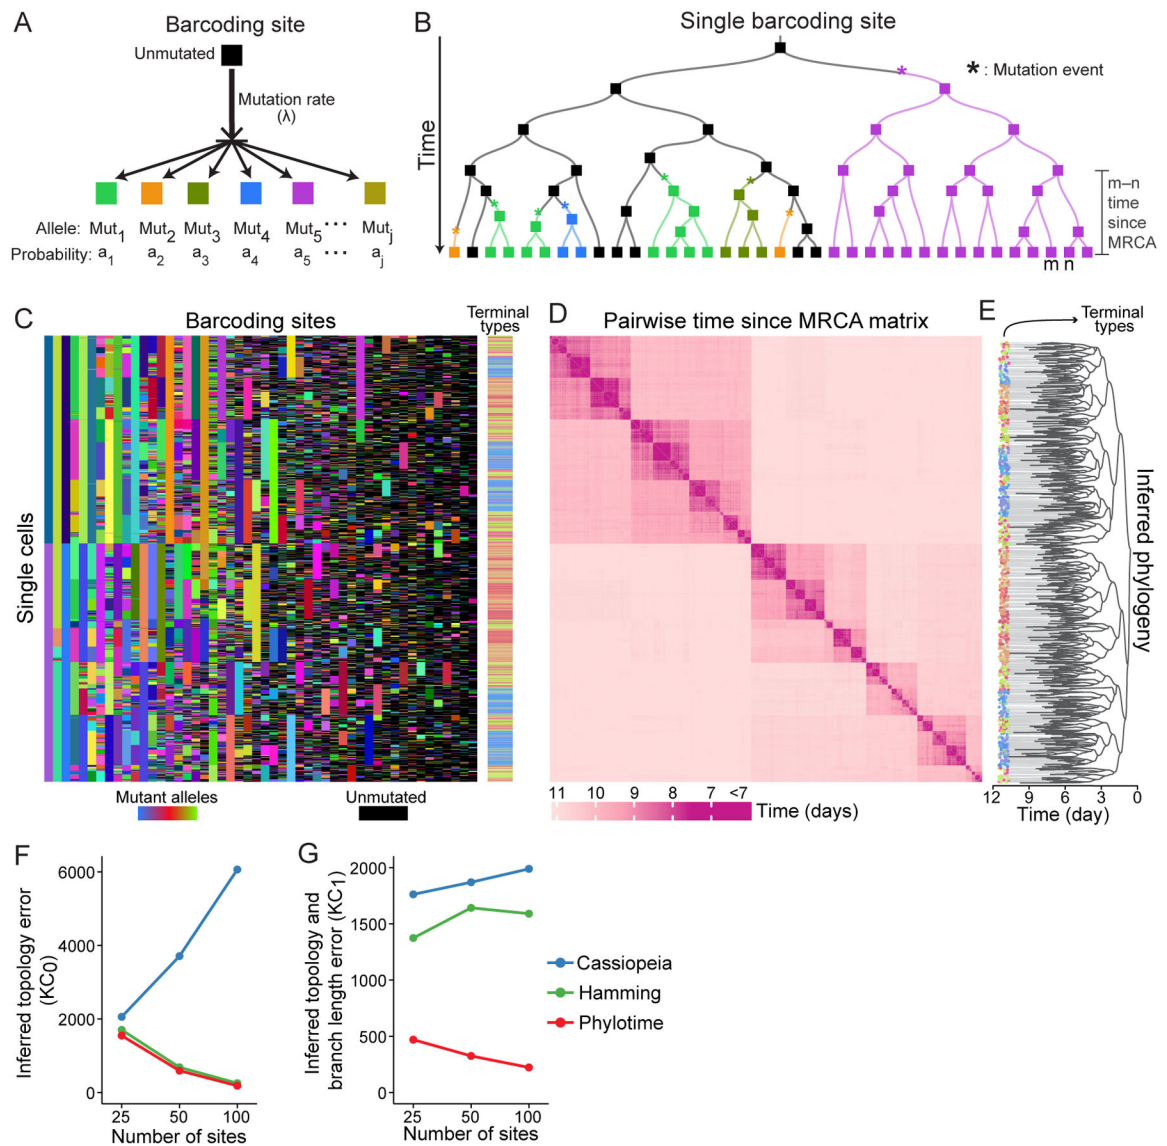 A
Barcoding site
Unmutated
Mutation rate
(λ)
Allele: Mut1 Mut2 Mut3 Mut4 Mut5 ··· Mutj
Probability: a1 a2 a3 a4 a5 ··· aj
B
Single barcoding site
Time
* : Mutation event
m–n
time
since
MRCA
m n
C
Barcoding sites
Terminal
types
Single cells
Mutant alleles
Unmutated
D
Pairwise time since MRCA matrix
11 10 9 8 7 <7
Time (days)
E
Terminal
types
Inferred phylogeny
12 9 6 3 0
Time (day)
F
Inferred topology error
(KC0)
6000
4000
2000
0
25 50 100
Number of sites
G
Inferred topology and
branch length error (KC1)
2000
1500
1000
500
0
25 50 100
Number of sites
Cassiopeia
Hamming
Phylotime